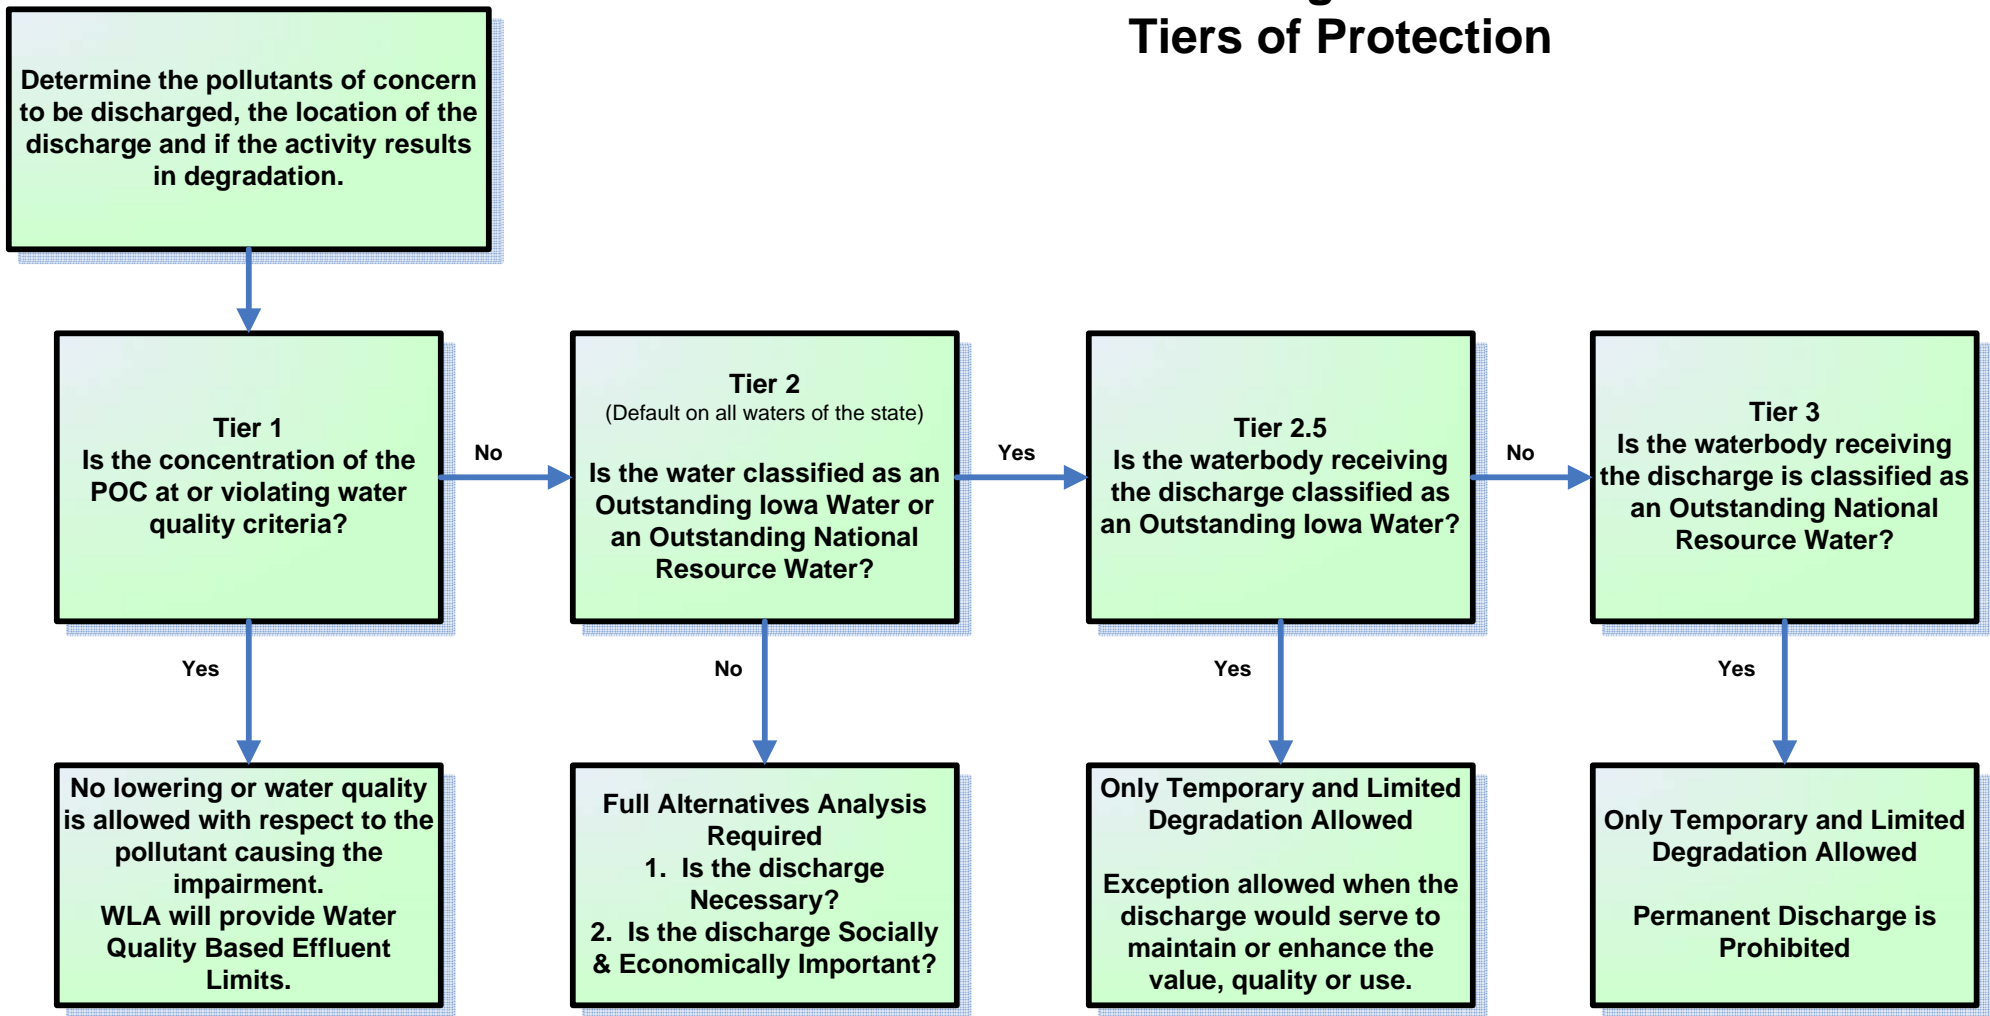 Tiers of Protection
Determine the pollutants of concern
to be discharged, the location of the
discharge and if the activity results
in degradation.
Tier 1
Is the concentration of the
POC at or violating water
quality criteria?
No
Tier 2
(Default on all waters of the state)
Is the water classified as an
Outstanding Iowa Water or
an Outstanding National
Resource Water?
Yes
Tier 2.5
Is the waterbody receiving
the discharge classified as
an Outstanding Iowa Water?
No
Tier 3
Is the waterbody receiving
the discharge is classified as
an Outstanding National
Resource Water?
Yes
No
Yes
Yes
No lowering or water quality
is allowed with respect to the
pollutant causing the
impairment.
WLA will provide Water
Quality Based Effluent
Limits.
Full Alternatives Analysis
Required
1. Is the discharge
Necessary?
2. Is the discharge Socially
& Economically Important?
Only Temporary and Limited
Degradation Allowed
Exception allowed when the
discharge would serve to
maintain or enhance the
value, quality or use.
Only Temporary and Limited
Degradation Allowed
Permanent Discharge is
Prohibited